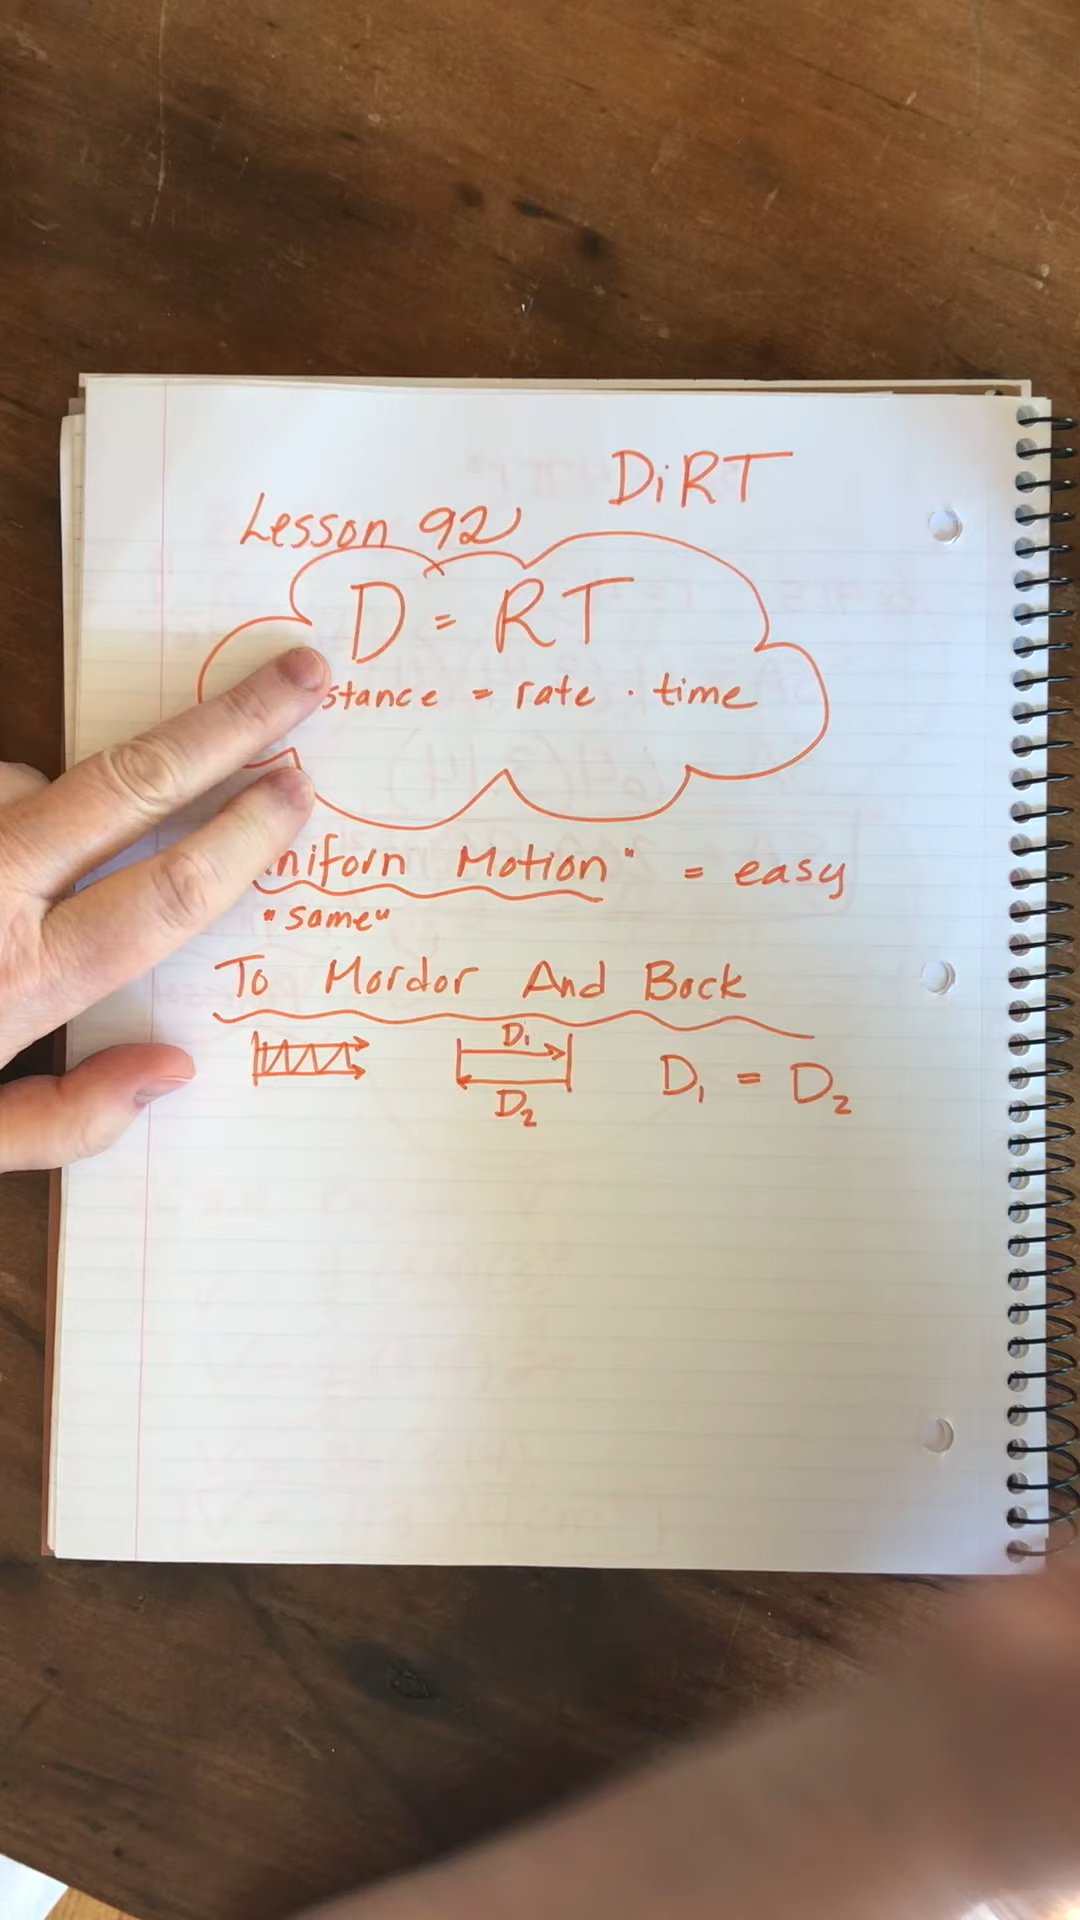 DiRT
Lesson 92
D = RT
stance = rate · time
niforn Motion" = easy
"same"
To Mordor And Back
D₁
D₂
D₁ = D₂